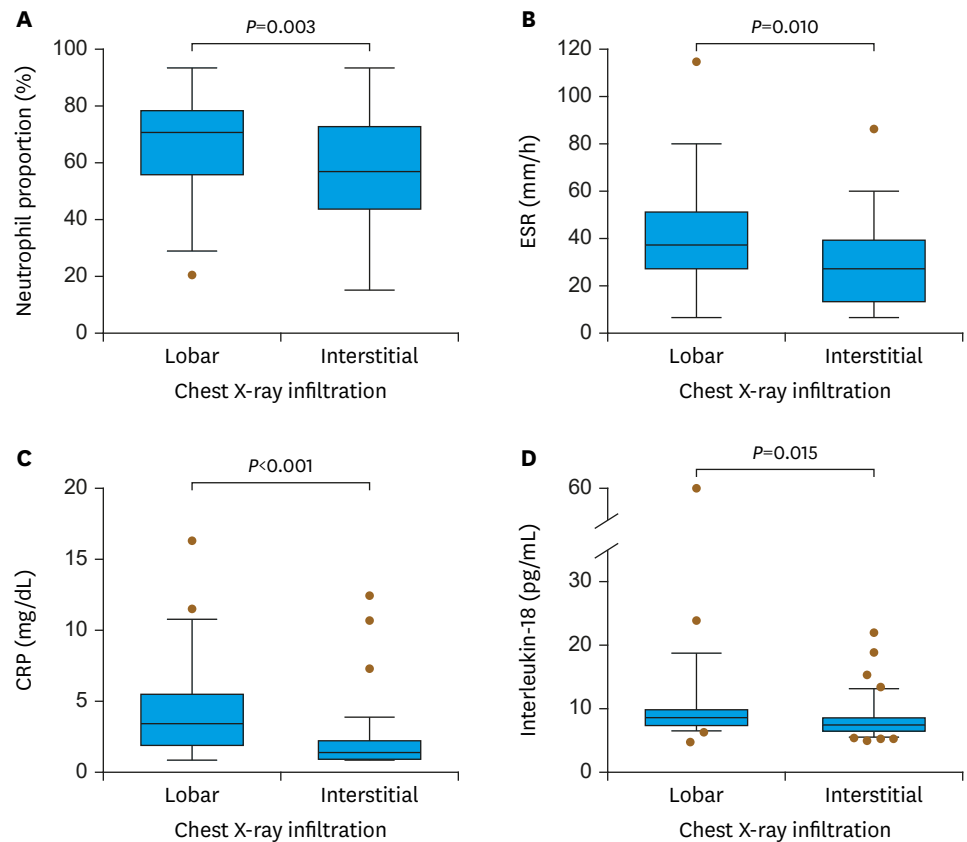 A
P=0.003
Neutrophil proportion (%)
100
80
60
40
20
0
Lobar Interstitial
Chest X-ray infiltration
B
P=0.010
ESR (mm/h)
120
100
80
60
40
20
0
Lobar Interstitial
Chest X-ray infiltration
C
P<0.001
CRP (mg/dL)
20
15
10
5
0
Lobar Interstitial
Chest X-ray infiltration
D
P=0.015
Interleukin-18 (pg/mL)
60
30
20
10
0
Lobar Interstitial
Chest X-ray infiltration